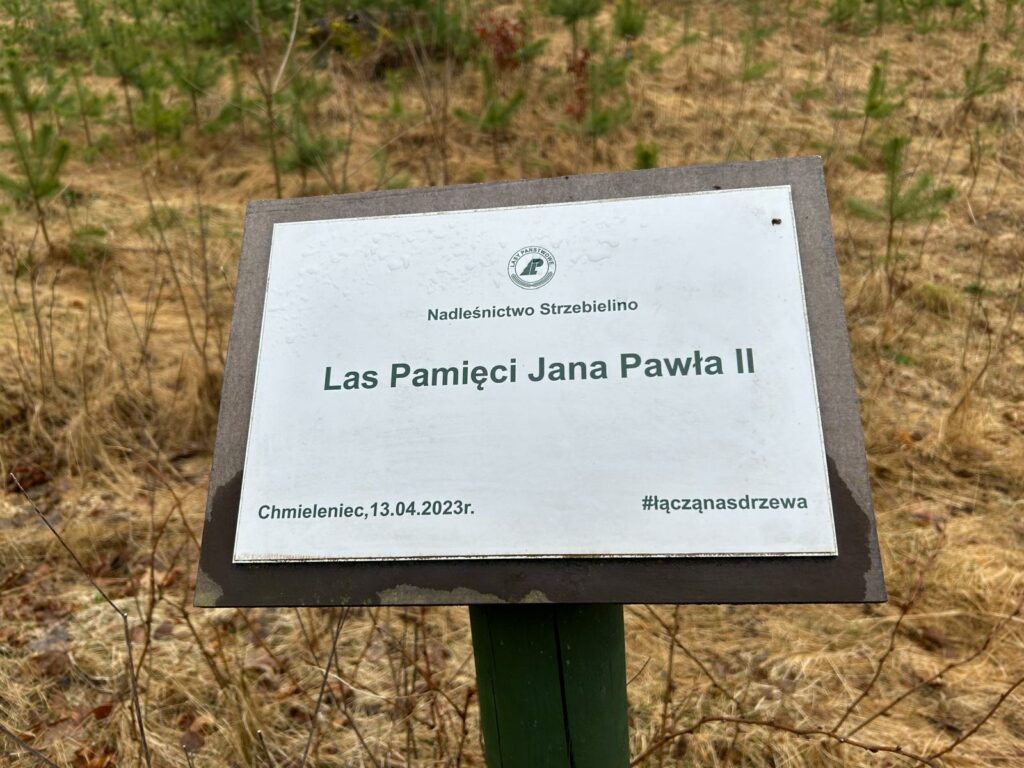 LASY PAŃSTWOWE
Nadleśnictwo Strzebielino
Las Pamięci Jana Pawła II
Chmieleniec,13.04.2023r.
#łącząnasdrzewa